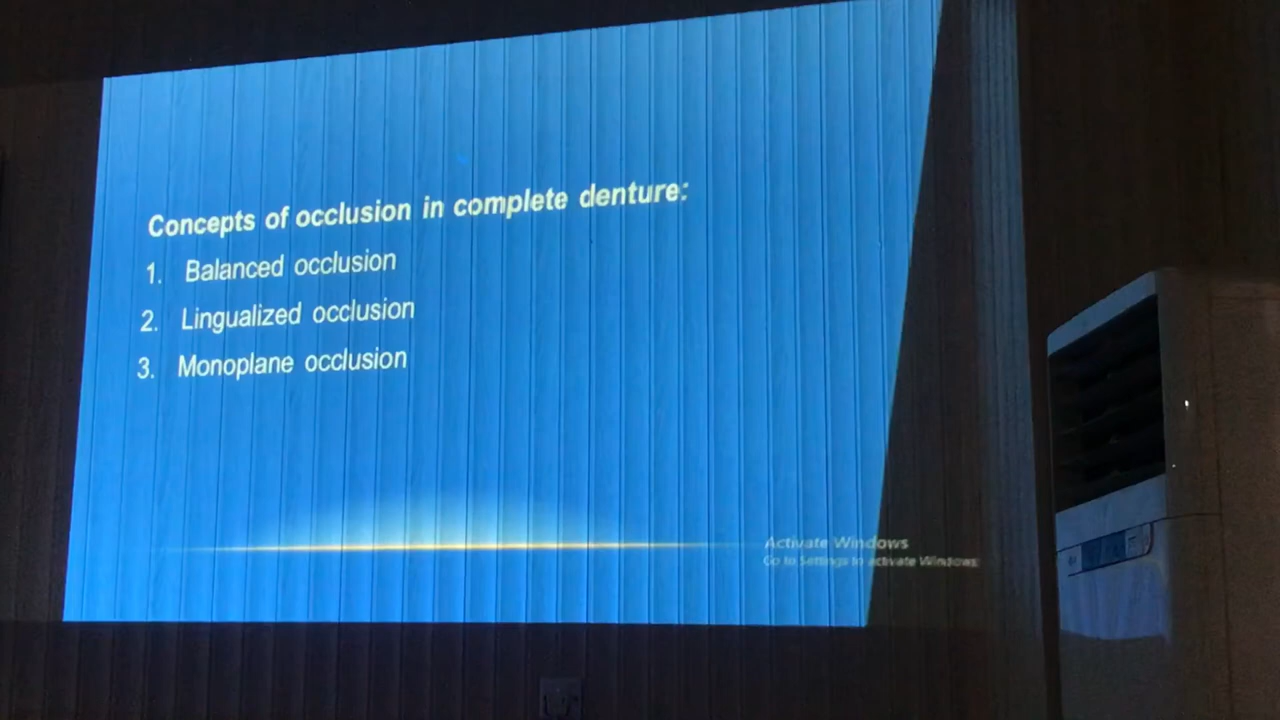 Concepts of occlusion in complete denture:
1. Balanced occlusion
2. Lingualized occlusion
3. Monoplane occlusion
Activate Windows
Go to Settings to activate Windows.